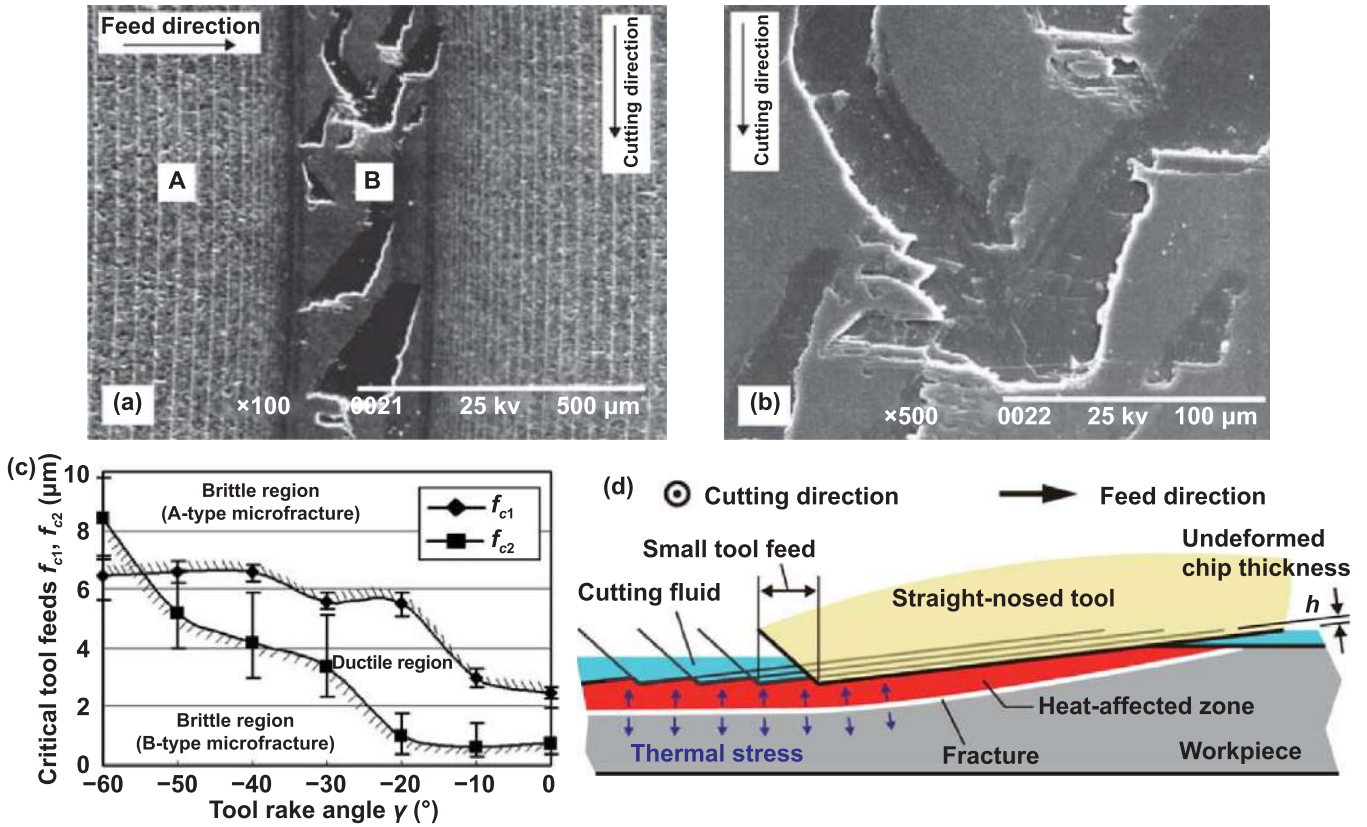 Feed direction
Cutting direction
A
B
(a)
×100
0021
25 kv
500 μm
Cutting direction
(b)
×500
0022
25 kv
100 μm
(c)
Critical tool feeds fc1, fc2 (μm)
10
8
6
4
2
0
Brittle region
(A-type microfracture)
fc1
fc2
Ductile region
Brittle region
(B-type microfracture)
−60
−50
−40
−30
−20
−10
0
Tool rake angle γ (°)
(d)
Cutting direction
Feed direction
Small tool feed
Undeformed
chip thickness
h
Cutting fluid
Straight-nosed tool
Heat-affected zone
Thermal stress
Fracture
Workpiece